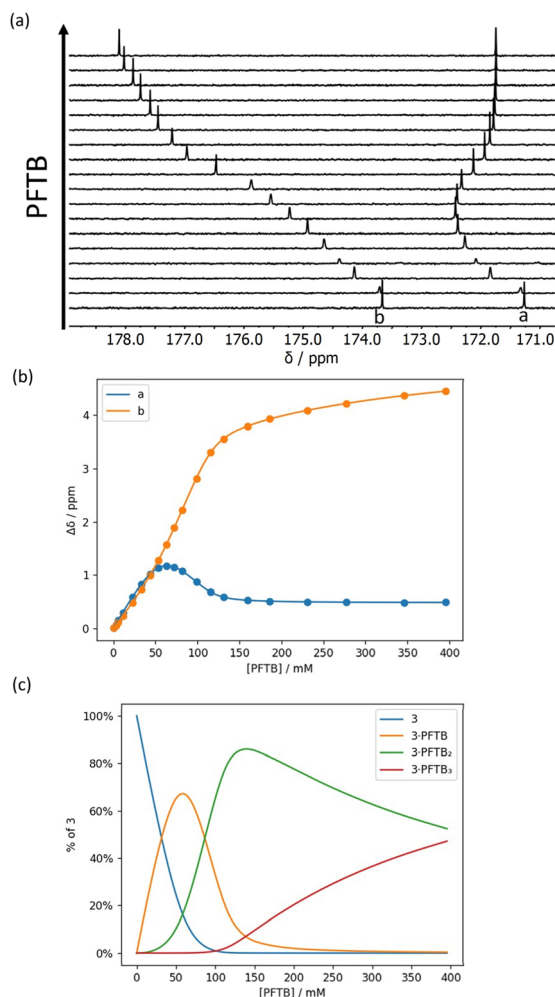 (a)
PFTB
b
a
178.0 177.0 176.0 175.0 174.0 173.0 172.0 171.0
δ / ppm
(b)
a
b
4
3
2
1
0
Δδ / ppm
0 50 100 150 200 250 300 350 400
[PFTB] / mM
(c)
3
3·PFTB
3·PFTB₂
3·PFTB₃
100%
80%
60%
40%
20%
0%
% of 3
0 50 100 150 200 250 300 350 400
[PFTB] / mM